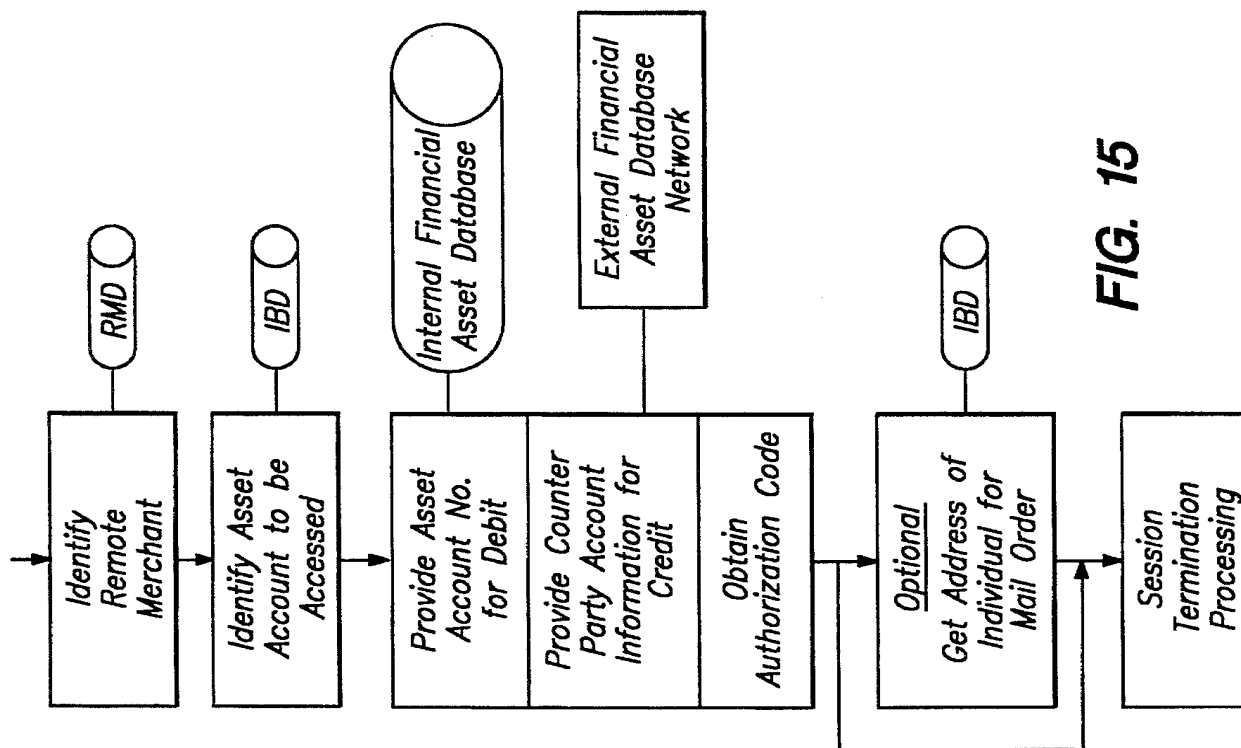 Identify
Remote
Merchant
RMD
Identify Asset
Account to be
Accessed
IBD
Provide Asset
Account No.
for Debit
Internal Financial
Asset Database
Provide Counter
Party Account
Information for
Credit
External Financial
Asset Database
Network
Obtain
Authorization Code
Optional
Get Address of
Individual for
Mail Order
IBD
Session
Termination
Processing
FIG. 15